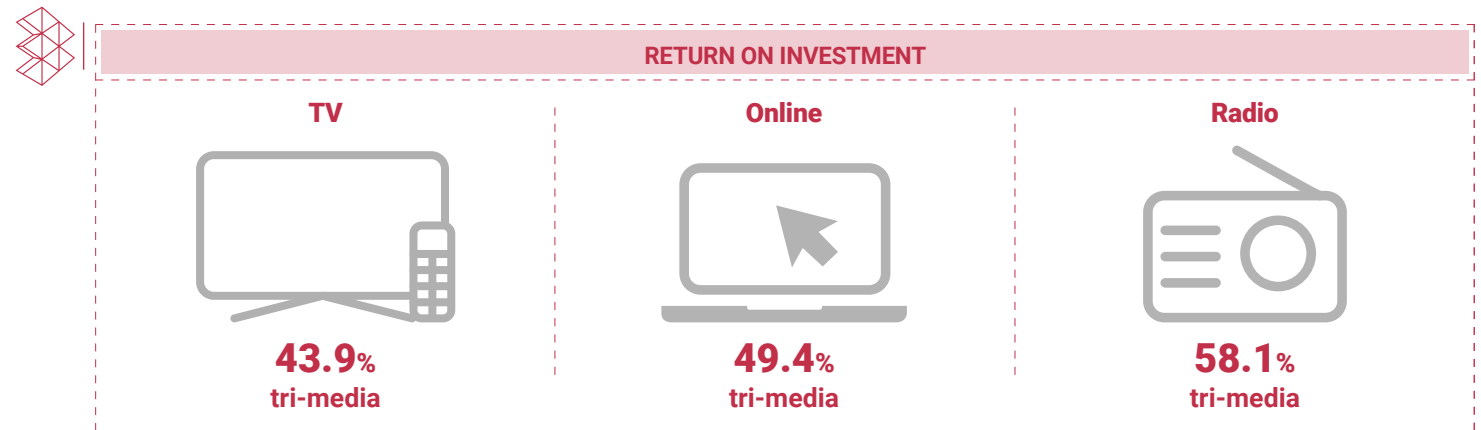 RETURN ON INVESTMENT
TV
Online
Radio
43.9%
tri-media
49.4%
tri-media
58.1%
tri-media